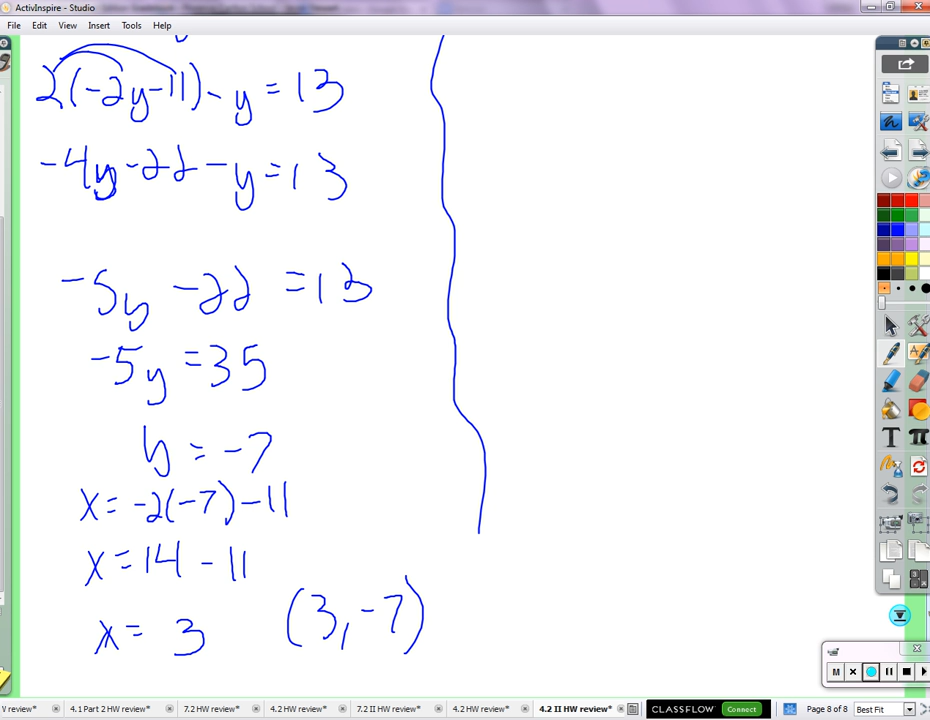 ActivInspire - Studio
File Edit View Insert Tools Help
2(-2y-11)-y=13
-4y-22-y=13
-5y-22=13
-5y=35
y=-7
x=-2(-7)-11
x=14-11
x=3 (3,-7)
V review* 4.1 Part 2 HW review* 7.2 HW review* 4.2 HW review* 7.2 II HW review* 4.2 HW review* 4.2 II HW review* CLASSFLOW Connect Page 8 of 8 Best Fit